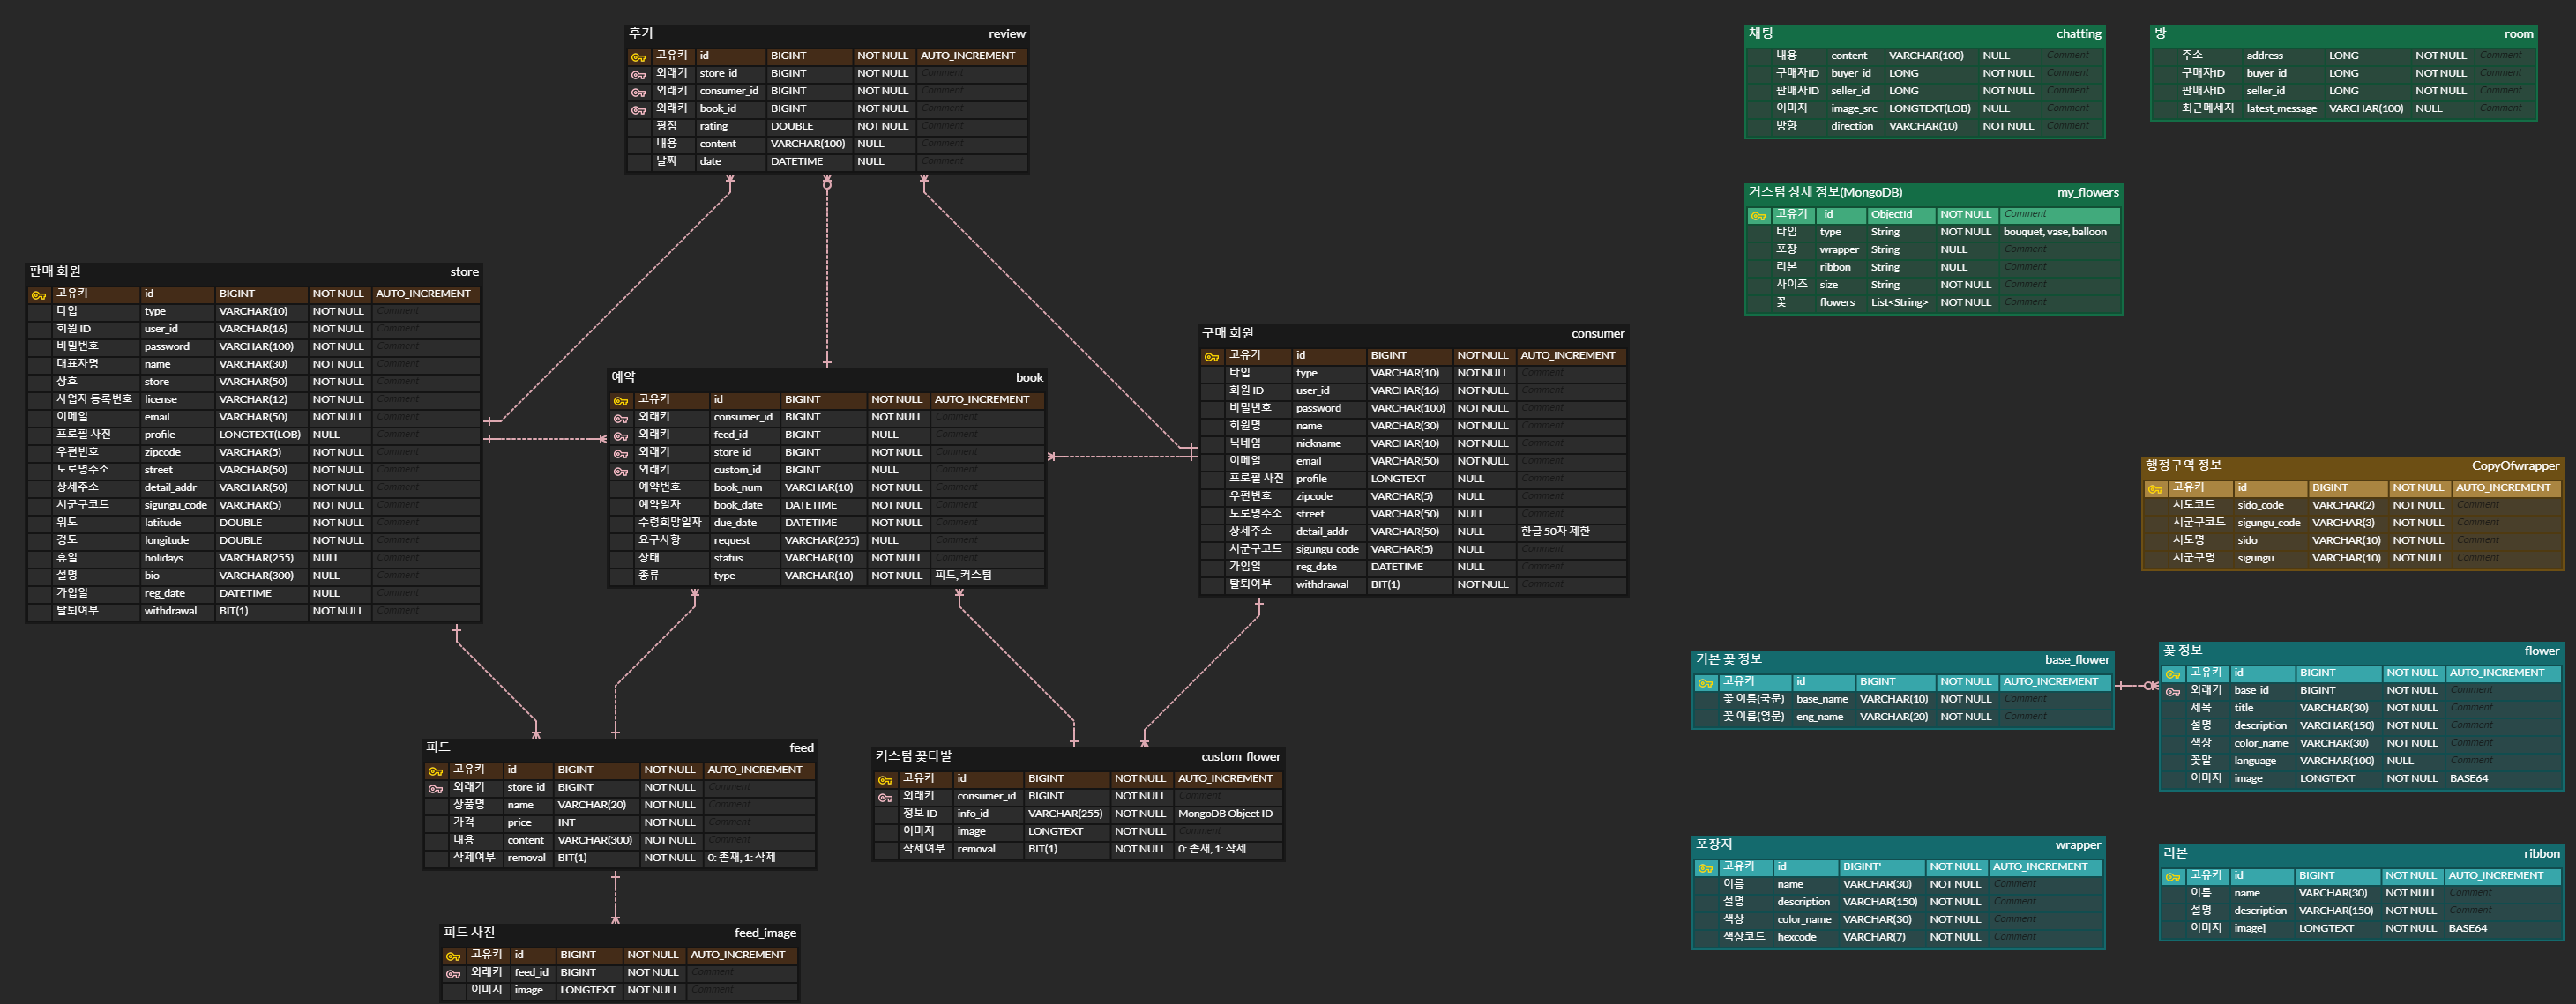 후기 review
고유키 id BIGINT NOT NULL AUTO_INCREMENT
외래키 store_id BIGINT NOT NULL Comment
외래키 consumer_id BIGINT NOT NULL Comment
외래키 book_id BIGINT NOT NULL Comment
평점 rating DOUBLE NOT NULL Comment
내용 content VARCHAR(100) NULL Comment
날짜 date DATETIME NULL Comment
채팅 chatting
내용 content VARCHAR(100) NULL Comment
구매자ID buyer_id LONG NOT NULL Comment
판매자ID seller_id LONG NOT NULL Comment
이미지 image_src LONGTEXT(LOB) NULL Comment
방향 direction VARCHAR(10) NOT NULL Comment
방 room
주소 address LONG NOT NULL Comment
구매자ID buyer_id LONG NOT NULL Comment
판매자ID seller_id LONG NOT NULL Comment
최근메세지 latest_message VARCHAR(100) NULL Comment
커스텀 상세 정보(MongoDB) my_flowers
고유키 _id ObjectId NOT NULL Comment
타입 type String NOT NULL bouquet, vase, balloon
포장 wrapper String NULL Comment
리본 ribbon String NULL Comment
사이즈 size String NOT NULL Comment
꽃 flowers List<String> NOT NULL Comment
판매 회원 store
고유키 id BIGINT NOT NULL AUTO_INCREMENT
타입 type VARCHAR(10) NOT NULL Comment
회원 ID user_id VARCHAR(16) NOT NULL Comment
비밀번호 password VARCHAR(100) NOT NULL Comment
대표자명 name VARCHAR(30) NOT NULL Comment
상호 store VARCHAR(50) NOT NULL Comment
사업자 등록번호 license VARCHAR(12) NOT NULL Comment
이메일 email VARCHAR(50) NOT NULL Comment
프로필 사진 profile LONGTEXT(LOB) NULL Comment
우편번호 zipcode VARCHAR(5) NOT NULL Comment
도로명주소 street VARCHAR(50) NOT NULL Comment
상세주소 detail_addr VARCHAR(50) NOT NULL Comment
시군구코드 sigungu_code VARCHAR(5) NOT NULL Comment
위도 latitude DOUBLE NOT NULL Comment
경도 longitude DOUBLE NOT NULL Comment
휴일 holidays VARCHAR(255) NULL Comment
설명 bio VARCHAR(300) NULL Comment
가입일 reg_date DATETIME NULL Comment
탈퇴여부 withdrawal BIT(1) NOT NULL Comment
예약 book
고유키 id BIGINT NOT NULL AUTO_INCREMENT
외래키 consumer_id BIGINT NOT NULL Comment
외래키 feed_id BIGINT NULL Comment
외래키 store_id BIGINT NOT NULL Comment
외래키 custom_id BIGINT NULL Comment
예약번호 book_num VARCHAR(10) NOT NULL Comment
예약일자 book_date DATETIME NOT NULL Comment
수령희망일자 due_date DATETIME NOT NULL Comment
요구사항 request VARCHAR(255) NULL Comment
상태 status VARCHAR(10) NOT NULL Comment
종류 type VARCHAR(10) NOT NULL 피드, 커스텀
구매 회원 consumer
고유키 id BIGINT NOT NULL AUTO_INCREMENT
타입 type VARCHAR(10) NOT NULL Comment
회원 ID user_id VARCHAR(16) NOT NULL Comment
비밀번호 password VARCHAR(100) NOT NULL Comment
회원명 name VARCHAR(30) NOT NULL Comment
닉네임 nickname VARCHAR(10) NOT NULL Comment
이메일 email VARCHAR(50) NOT NULL Comment
프로필 사진 profile LONGTEXT NULL Comment
우편번호 zipcode VARCHAR(5) NULL Comment
도로명주소 street VARCHAR(50) NULL Comment
상세주소 detail_addr VARCHAR(50) NULL 한글 50자 제한
시군구코드 sigungu_code VARCHAR(5) NULL Comment
가입일 reg_date DATETIME NULL Comment
탈퇴여부 withdrawal BIT(1) NOT NULL Comment
행정구역 정보 CopyOfwrapper
고유키 id BIGINT NOT NULL AUTO_INCREMENT
시도코드 sido_code VARCHAR(2) NOT NULL Comment
시군구코드 sigungu_code VARCHAR(3) NOT NULL Comment
시도명 sido VARCHAR(10) NOT NULL Comment
시군구명 sigungu VARCHAR(10) NOT NULL Comment
기본 꽃 정보 base_flower
고유키 id BIGINT NOT NULL AUTO_INCREMENT
꽃 이름(국문) base_name VARCHAR(10) NOT NULL Comment
꽃 이름(영문) eng_name VARCHAR(20) NOT NULL Comment
꽃 정보 flower
고유키 id BIGINT NOT NULL AUTO_INCREMENT
외래키 base_id BIGINT NOT NULL Comment
제목 title VARCHAR(30) NOT NULL Comment
설명 description VARCHAR(150) NOT NULL Comment
색상 color_name VARCHAR(30) NOT NULL Comment
꽃말 language VARCHAR(100) NULL Comment
이미지 image LONGTEXT NOT NULL BASE64
피드 feed
고유키 id BIGINT NOT NULL AUTO_INCREMENT
외래키 store_id BIGINT NOT NULL Comment
상품명 name VARCHAR(20) NOT NULL Comment
가격 price INT NOT NULL Comment
내용 content VARCHAR(300) NOT NULL Comment
삭제여부 removal BIT(1) NOT NULL 0: 존재, 1: 삭제
커스텀 꽃다발 custom_flower
고유키 id BIGINT NOT NULL AUTO_INCREMENT
외래키 consumer_id BIGINT NOT NULL Comment
정보 ID info_id VARCHAR(255) NOT NULL MongoDB Object ID
이미지 image LONGTEXT NOT NULL Comment
삭제여부 removal BIT(1) NOT NULL 0: 존재, 1: 삭제
포장지 wrapper
고유키 id BIGINT' NOT NULL AUTO_INCREMENT
이름 name VARCHAR(30) NOT NULL Comment
설명 description VARCHAR(150) NOT NULL Comment
색상 color_name VARCHAR(30) NOT NULL Comment
색상코드 hexcode VARCHAR(7) NOT NULL Comment
리본 ribbon
고유키 id BIGINT NOT NULL AUTO_INCREMENT
이름 name VARCHAR(30) NOT NULL Comment
설명 description VARCHAR(150) NOT NULL Comment
이미지 image] LONGTEXT NOT NULL BASE64
피드 사진 feed_image
고유키 id BIGINT NOT NULL AUTO_INCREMENT
외래키 feed_id BIGINT NOT NULL Comment
이미지 image LONGTEXT NOT NULL Comment